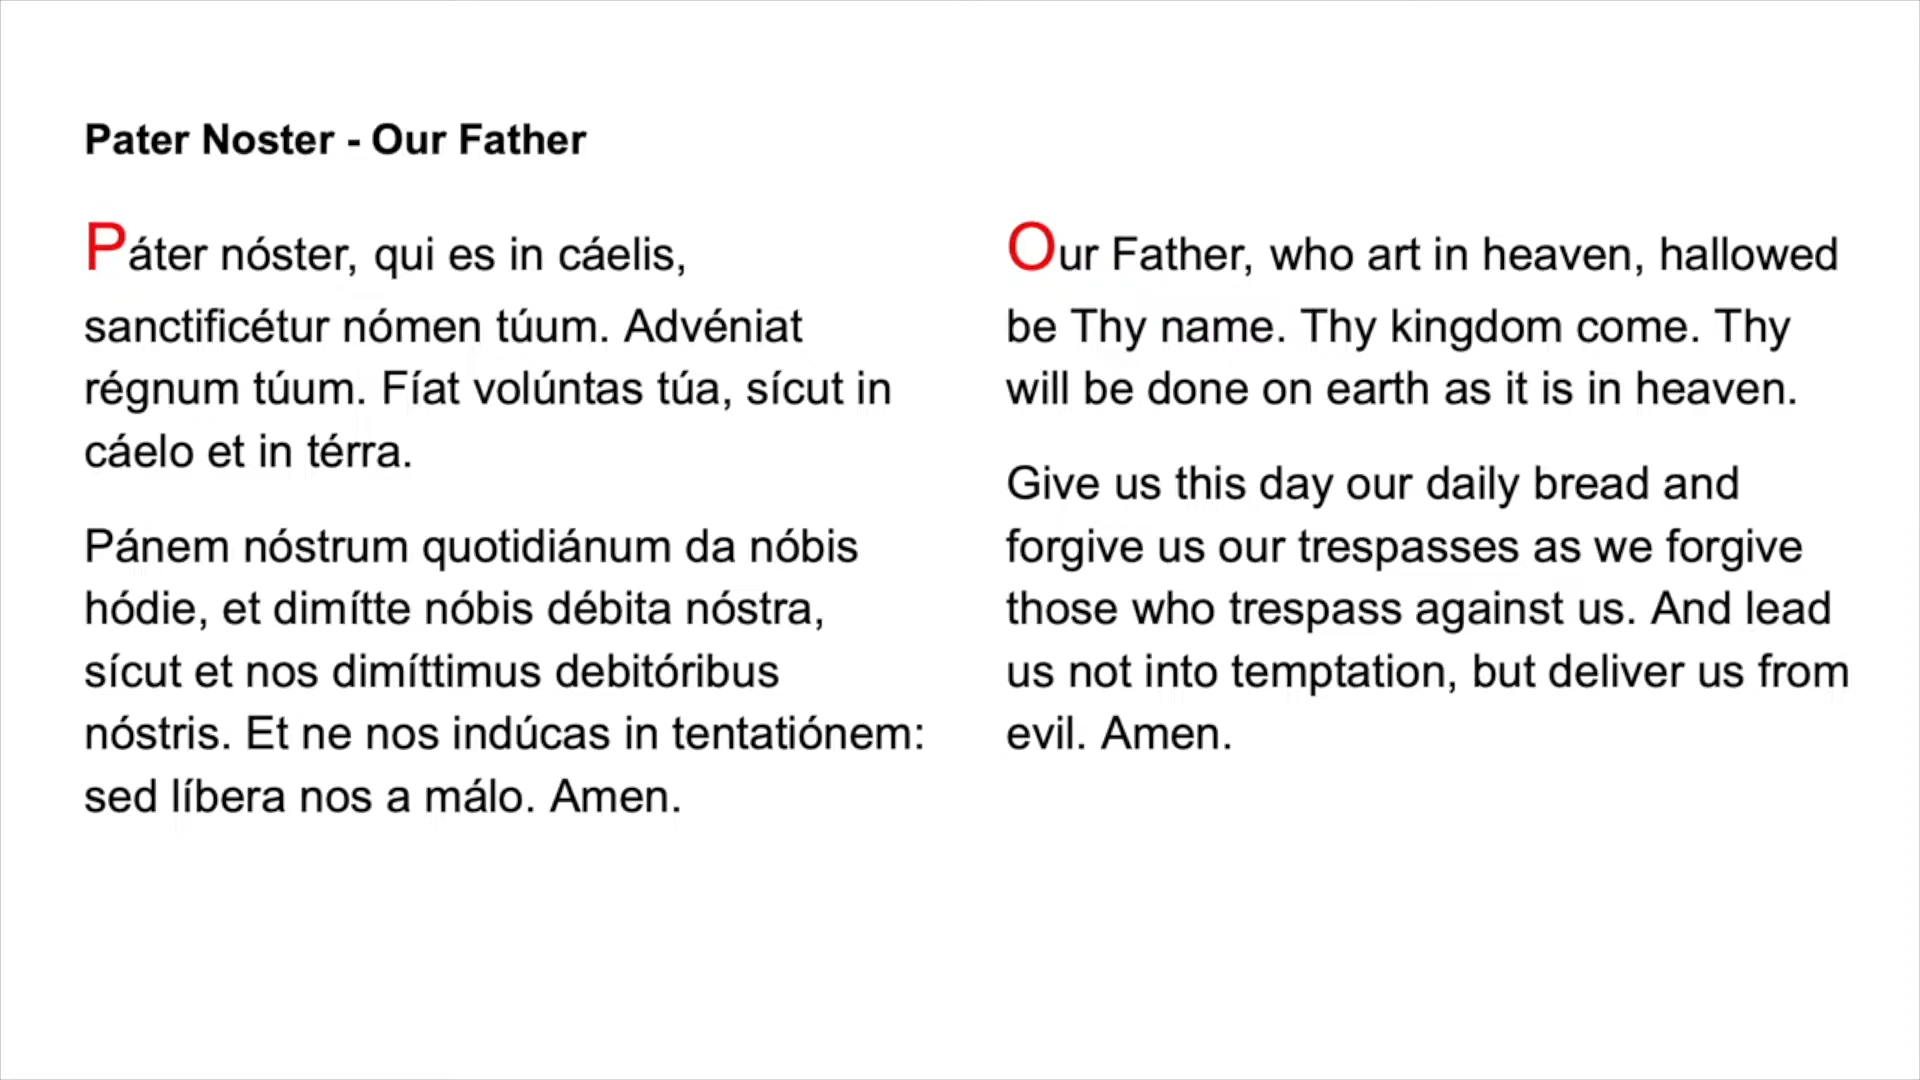 Pater Noster - Our Father
Páter nóster, qui es in cáelis,
sanctificétur nómen túum. Advéniat
régnum túum. Fíat volúntas túa, sícut in
cáelo et in térra.
Pánem nóstrum quotidiánum da nóbis
hódie, et dimítte nóbis débita nóstra,
sícut et nos dimíttimus debitóribus
nóstris. Et ne nos indúcas in tentatiónem:
sed líbera nos a málo. Amen.
Our Father, who art in heaven, hallowed
be Thy name. Thy kingdom come. Thy
will be done on earth as it is in heaven.
Give us this day our daily bread and
forgive us our trespasses as we forgive
those who trespass against us. And lead
us not into temptation, but deliver us from
evil. Amen.